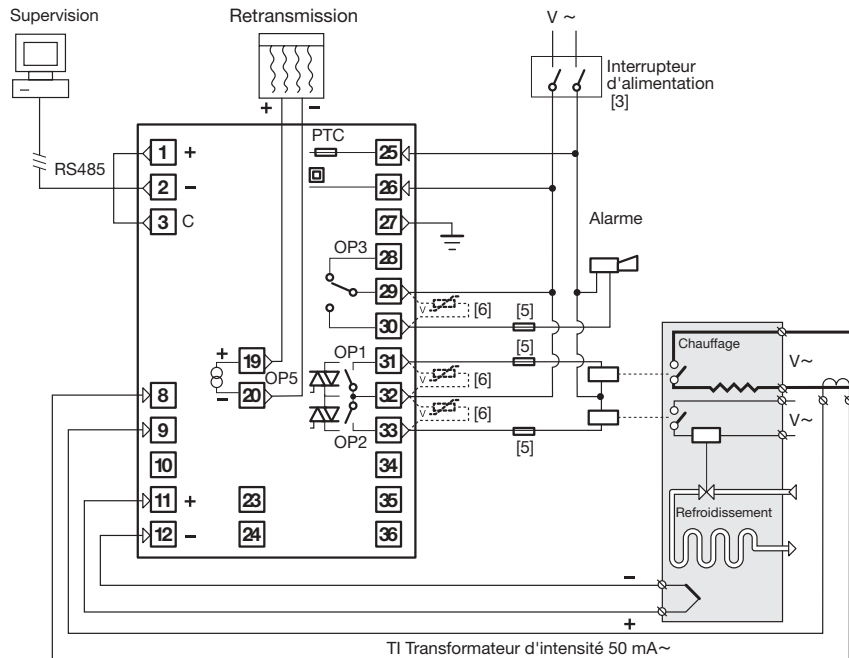 Supervision
Retransmission
V ~
Interrupteur
d'alimentation
[3]
+
–
PTC
1
+
25
RS485
2
–
26
3
C
27
Alarme
OP3
28
29
[6]
[5]
30
V
[5]
Chauffage
+
19
OP1
31
V~
–
20
OP5
V
[6]
8
32
V
[6]
V~
9
OP2
33
[5]
10
34
11
+
23
35
Refroidissement
12
–
24
36
–
+
TI Transformateur d'intensité 50 mA~